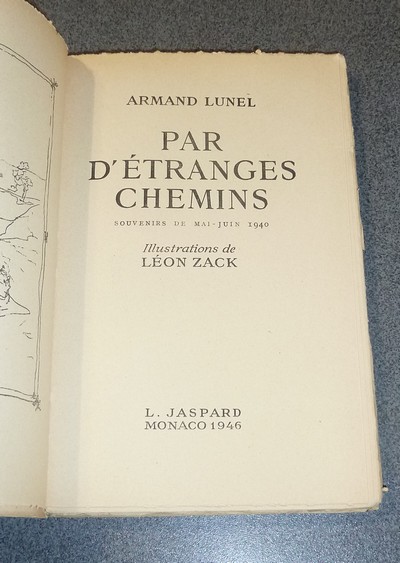 ARMAND LUNEL
PAR
D'ÉTRANGES
CHEMINS
SOUVENIRS DE MAI-JUIN 1940
Illustrations de
LÉON ZACK
L. JASPARD
MONACO 1946